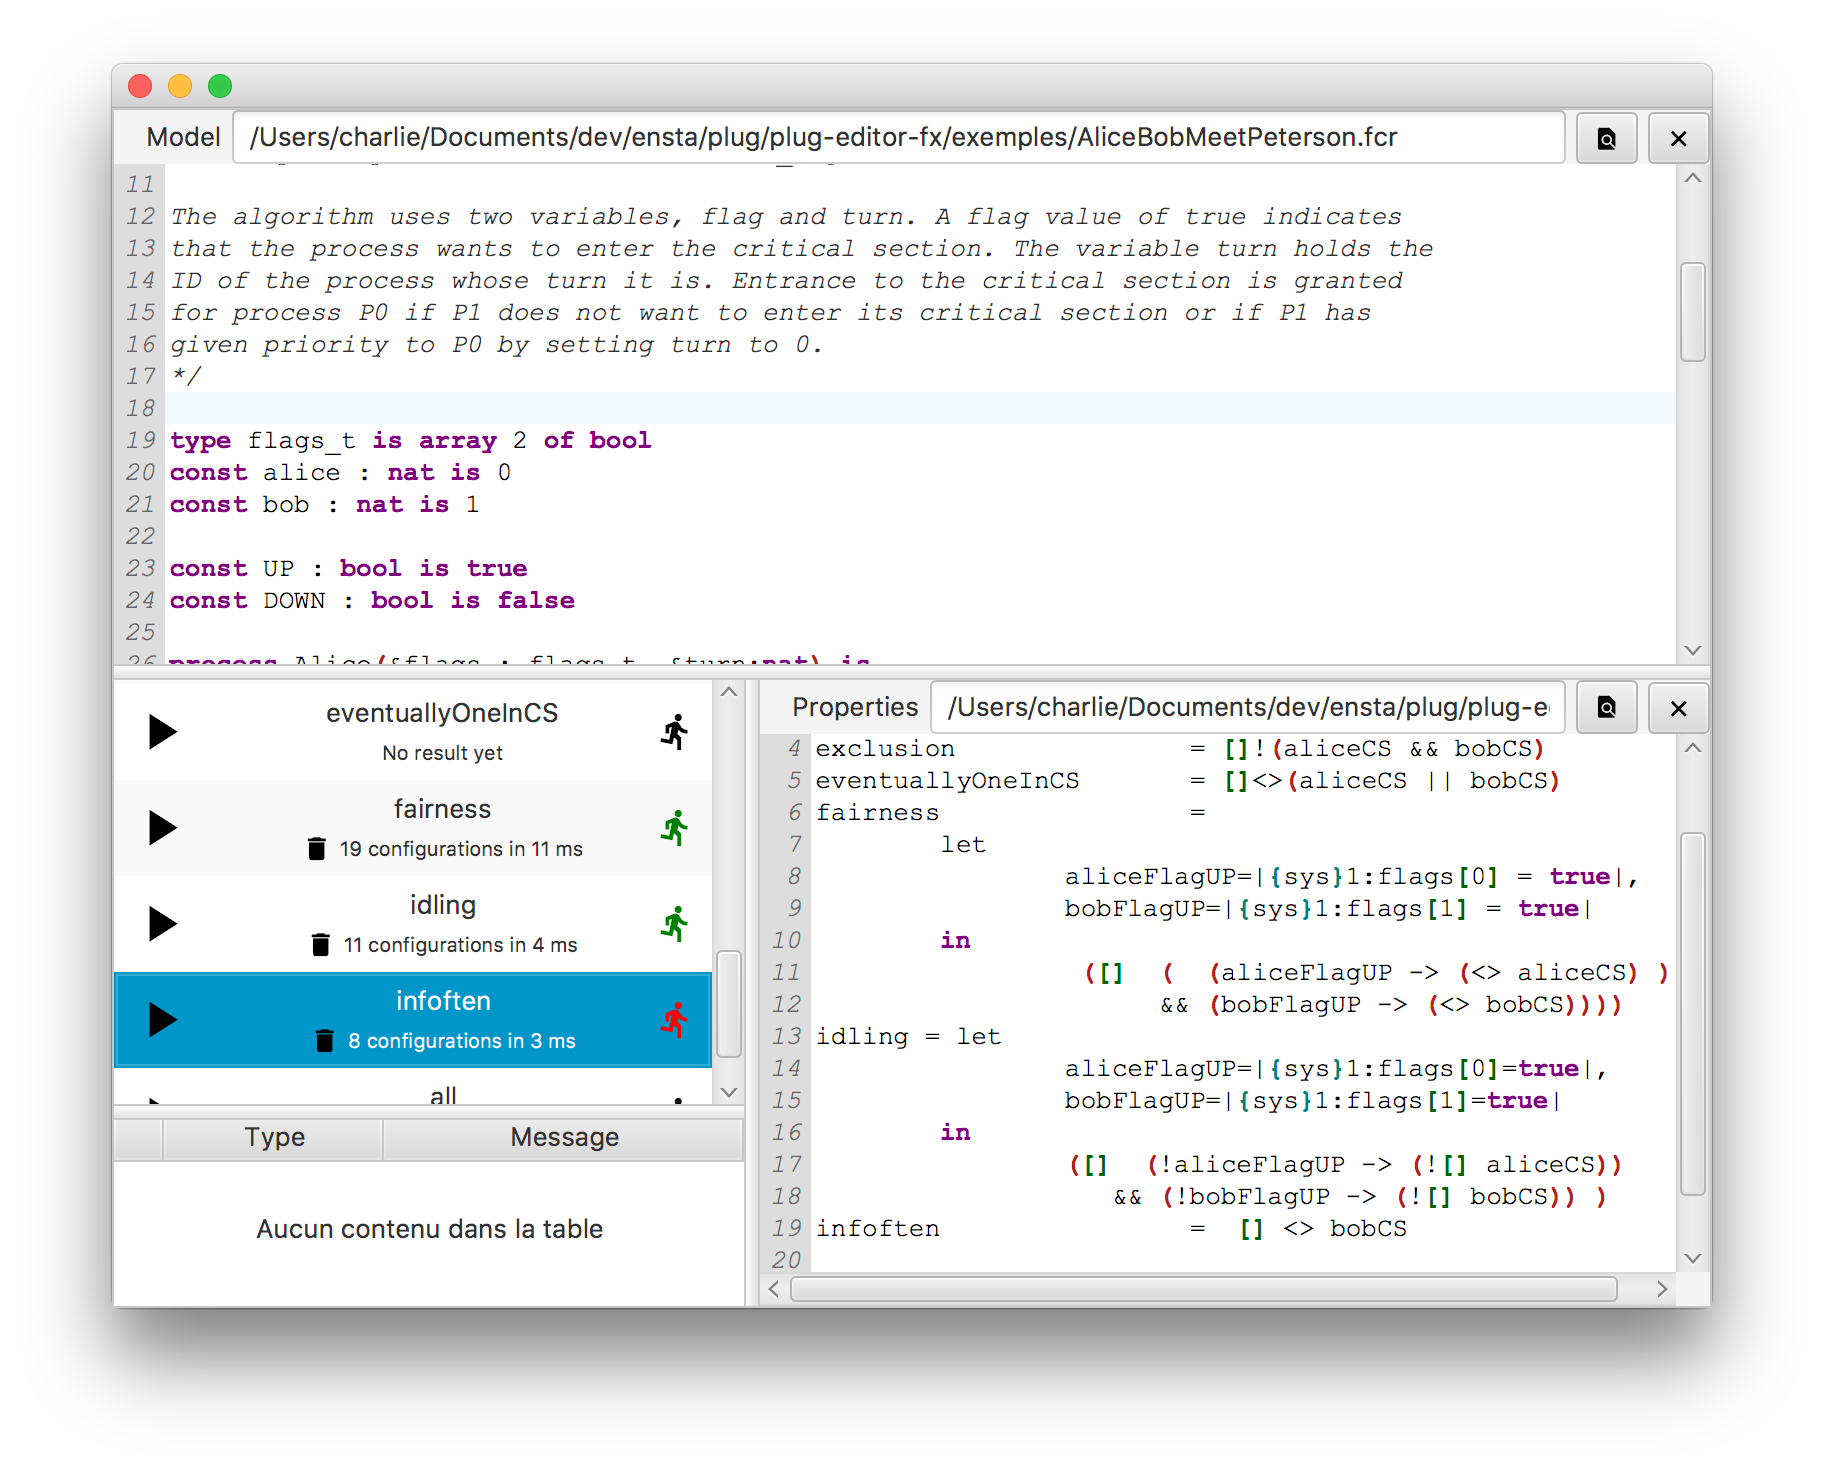 Model /Users/charlie/Documents/dev/ensta/plug/plug-editor-fx/exemples/AliceBobMeetPeterson.fcr
11
12 The algorithm uses two variables, flag and turn. A flag value of true indicates
13 that the process wants to enter the critical section. The variable turn holds the
14 ID of the process whose turn it is. Entrance to the critical section is granted
15 for process P0 if P1 does not want to enter its critical section or if P1 has
16 given priority to P0 by setting turn to 0.
17 */
18
19 type flags_t is array 2 of bool
20 const alice : nat is 0
21 const bob : nat is 1
22
23 const UP : bool is true
24 const DOWN : bool is false
25
26 process Alice(&flags : flags_t, &turn:nat) is
eventuallyOneInCS
No result yet
fairness
19 configurations in 11 ms
idling
11 configurations in 4 ms
infoften
8 configurations in 3 ms
all
Type Message
Aucun contenu dans la table
Properties /Users/charlie/Documents/dev/ensta/plug/plug-e
4 exclusion = []!(aliceCS && bobCS)
5 eventuallyOneInCS = []<>(aliceCS || bobCS)
6 fairness =
7 let
8 aliceFlagUP=|{sys}1:flags[0] = true|,
9 bobFlagUP=|{sys}1:flags[1] = true|
10 in
11 ([] ( (aliceFlagUP -> (<> aliceCS) )
12 && (bobFlagUP -> (<> bobCS))))
13 idling = let
14 aliceFlagUP=|{sys}1:flags[0]=true|,
15 bobFlagUP=|{sys}1:flags[1]=true|
16 in
17 ([] (!aliceFlagUP -> (![] aliceCS))
18 && (!bobFlagUP -> (![] bobCS)) )
19 infoften = [] <> bobCS
20